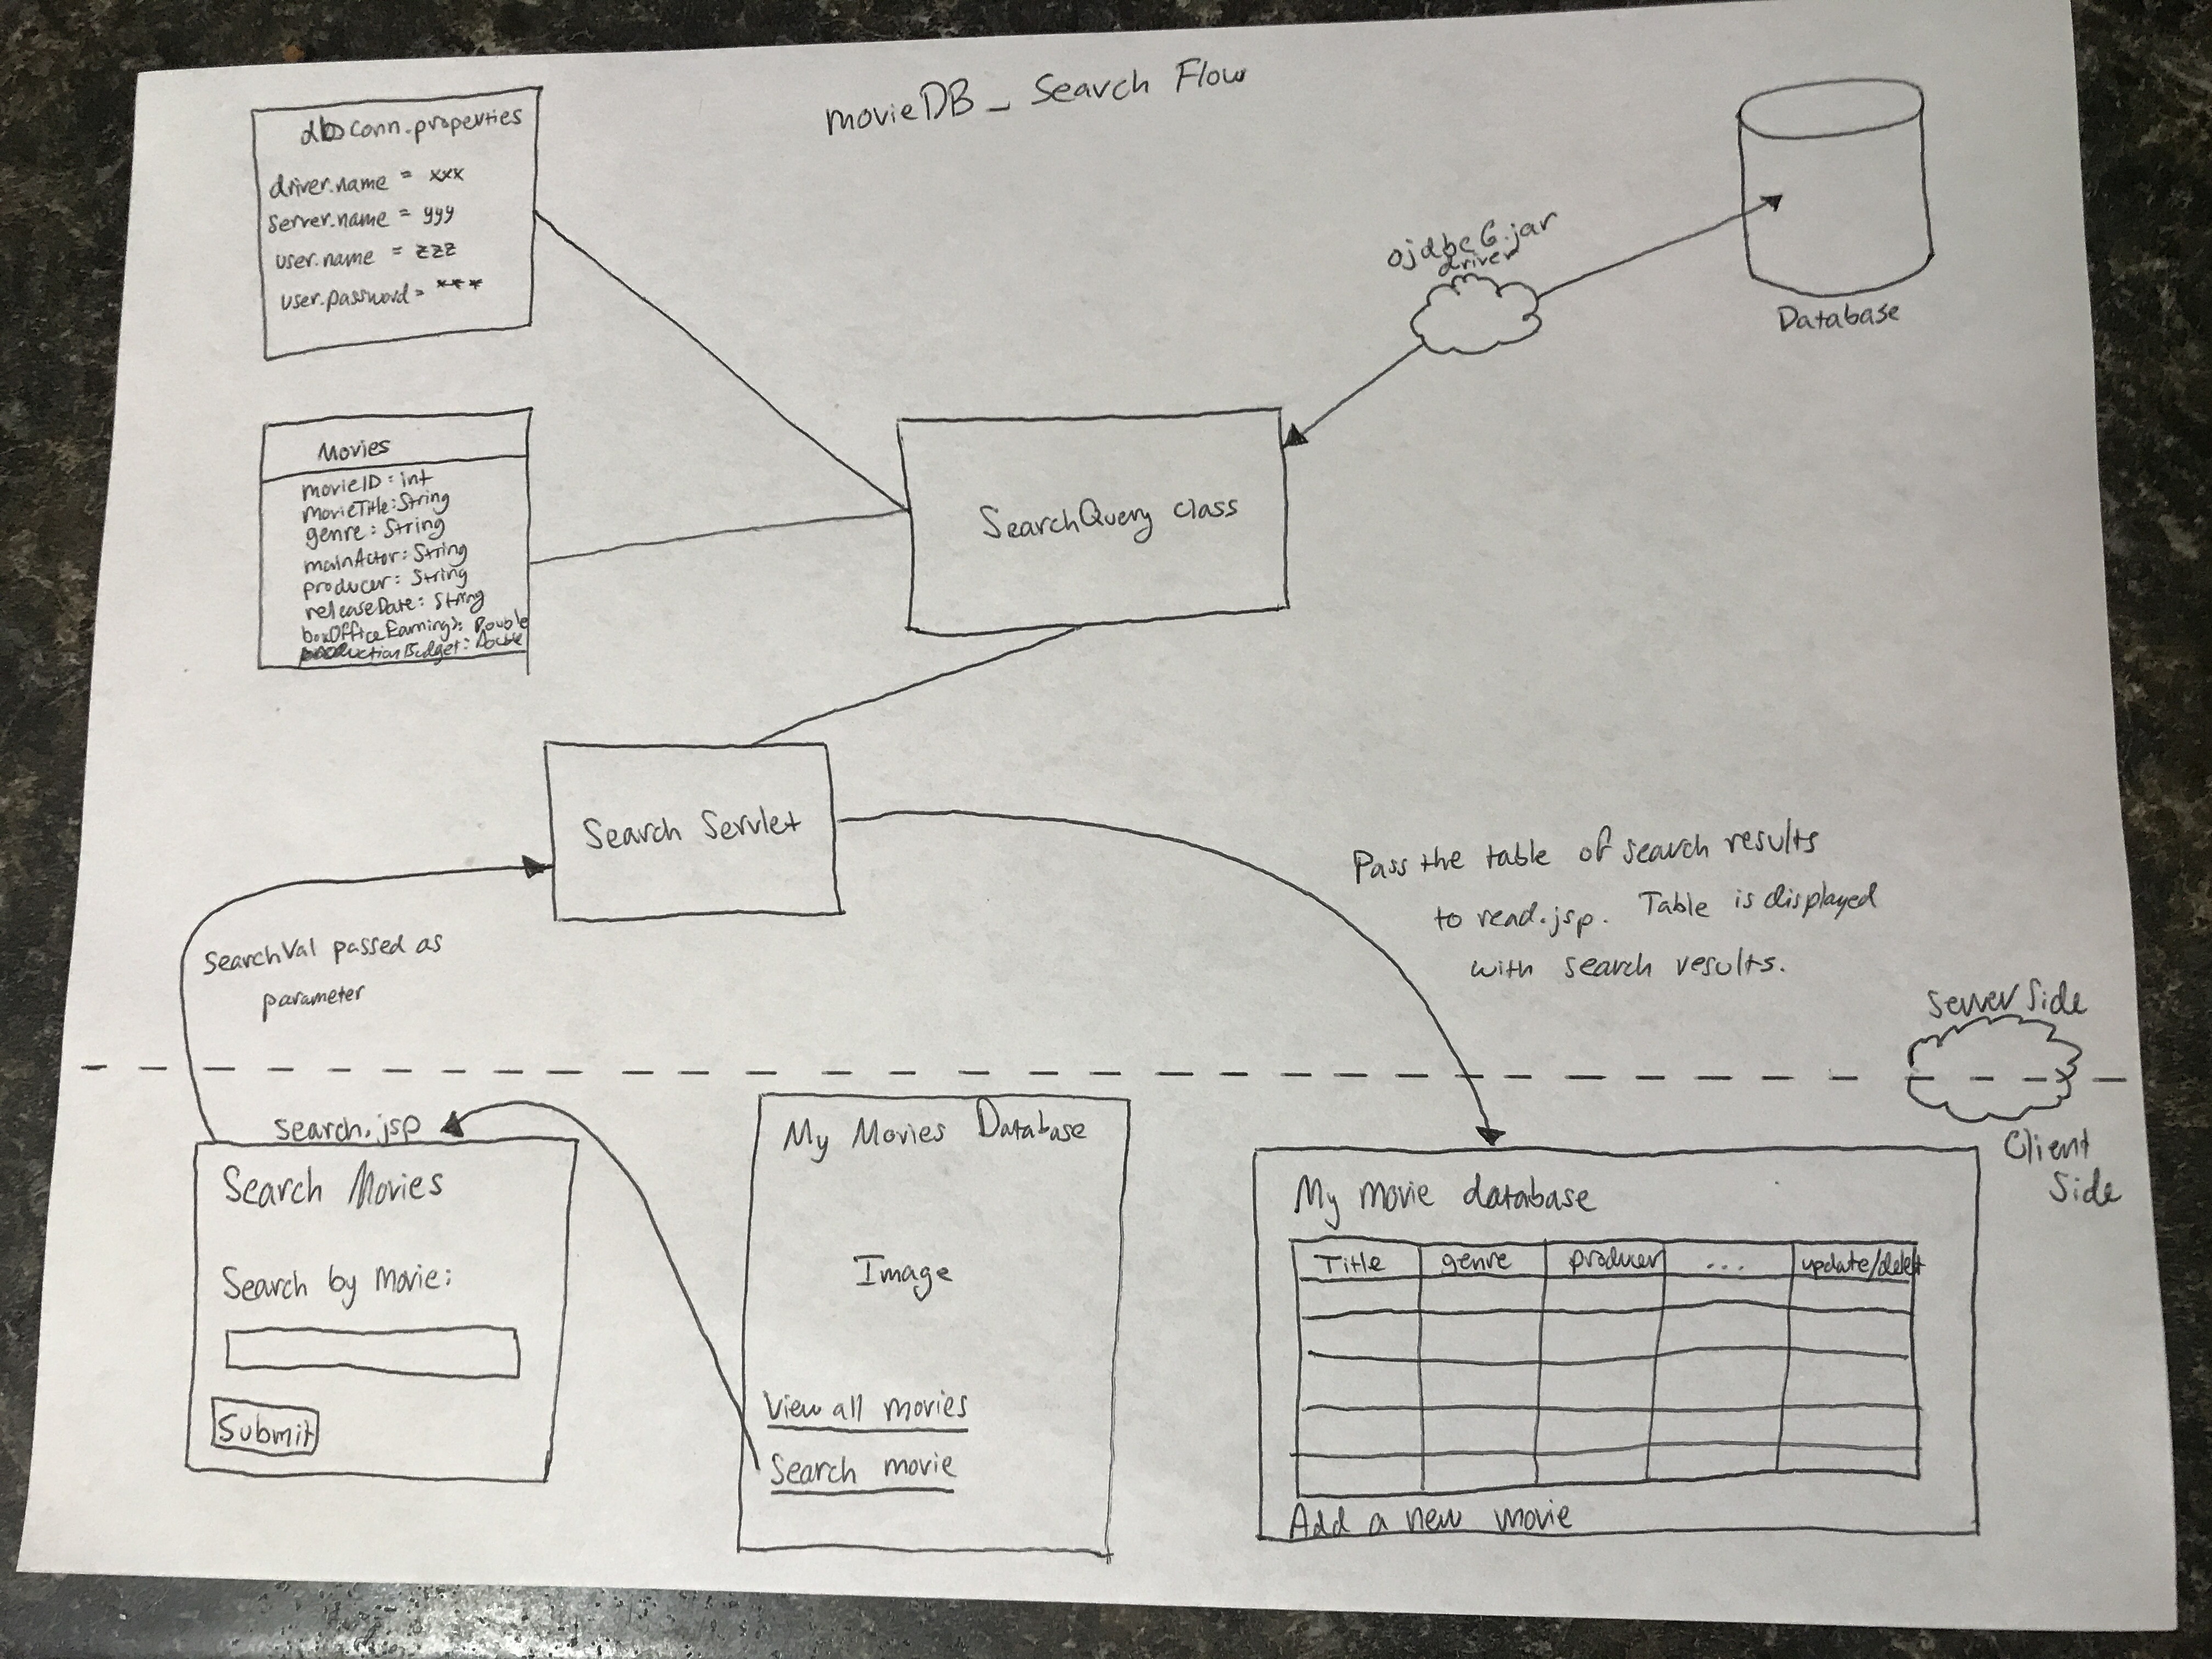 movieDB_Search Flow
dbconn.properties
driver.name = xxx
server.name = yyy
user.name = zzz
user.password = ***
Movies
movieID : int
movieTitle : String
genre : String
mainActor : String
producer : String
releaseDate : String
boxOfficeEarnings : Double
productionBudget : Double
SearchQuery class
ojdbc6.jar
driver
Database
Search Servlet
SearchVal passed as
parameter
Pass the table of search results
to read.jsp. Table is displayed
with search results.
Server Side
Client
Side
search.jsp
Search Movies
Search by movie:
Submit
My Movies Database
Image
View all movies
Search movie
My movie database
Title genre producer ... update/delete
Add a new movie